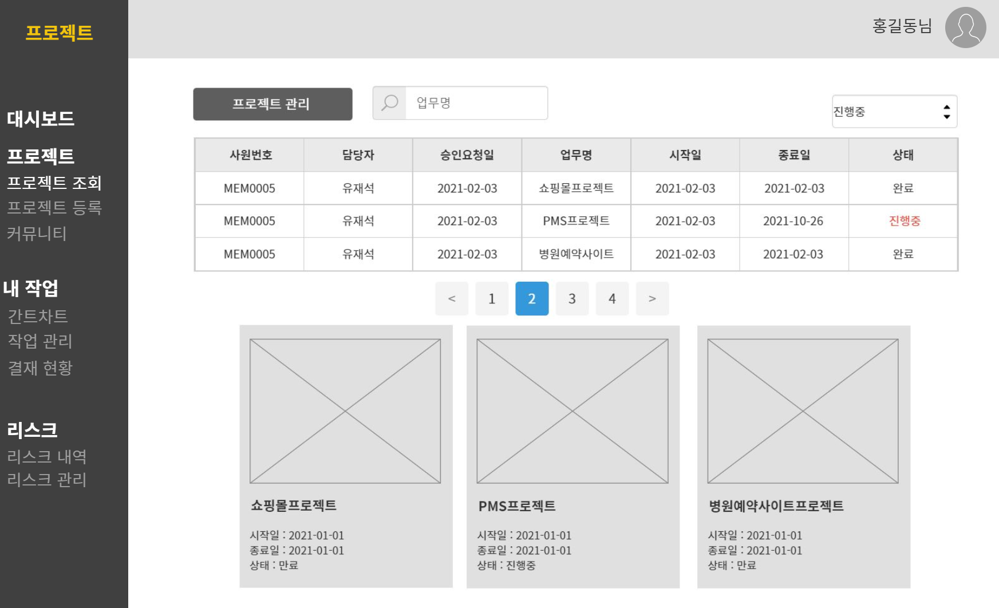 프로젝트
홍길동님
대시보드
프로젝트
프로젝트 조회
프로젝트 등록
커뮤니티
내 작업
간트차트
작업 관리
결재 현황
리스크
리스크 내역
리스크 관리
프로젝트 관리
업무명
진행중
사원번호 담당자 승인요청일 업무명 시작일 종료일 상태
MEM0005 유재석 2021-02-03 쇼핑몰프로젝트 2021-02-03 2021-02-03 완료
MEM0005 유재석 2021-02-03 PMS프로젝트 2021-02-03 2021-10-26 진행중
MEM0005 유재석 2021-02-03 병원예약사이트 2021-02-03 2021-02-03 완료
< 1 2 3 4 >
쇼핑몰프로젝트
시작일 : 2021-01-01
종료일 : 2021-01-01
상태 : 만료
PMS프로젝트
시작일 : 2021-01-01
종료일 : 2021-01-01
상태 : 진행중
병원예약사이트프로젝트
시작일 : 2021-01-01
종료일 : 2021-01-01
상태 : 만료